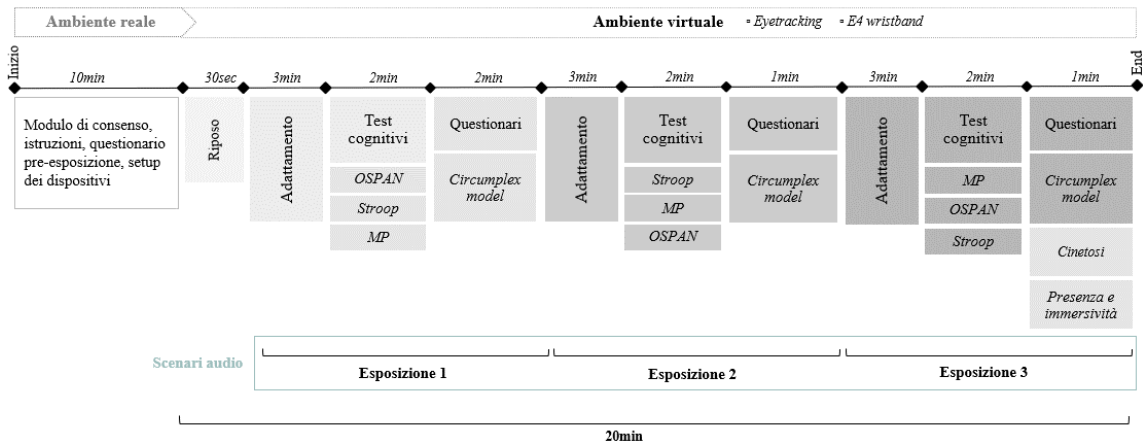 Ambiente reale
Ambiente virtuale ▫ Eyetracking ▫ E4 wristband
Inizio
10min
30sec
3min
2min
2min
3min
2min
1min
3min
2min
1min
End
Modulo di consenso,
istruzioni, questionario
pre-esposizione, setup
dei dispositivi
Riposo
Adattamento
Test
cognitivi
OSPAN
Stroop
MP
Questionari
Circumplex
model
Adattamento
Test
cognitivi
Stroop
MP
OSPAN
Questionari
Circumplex
model
Adattamento
Test
cognitivi
MP
OSPAN
Stroop
Questionari
Circumplex
model
Cinetosi
Presenza e
immersività
Scenari audio
Esposizione 1
Esposizione 2
Esposizione 3
20min